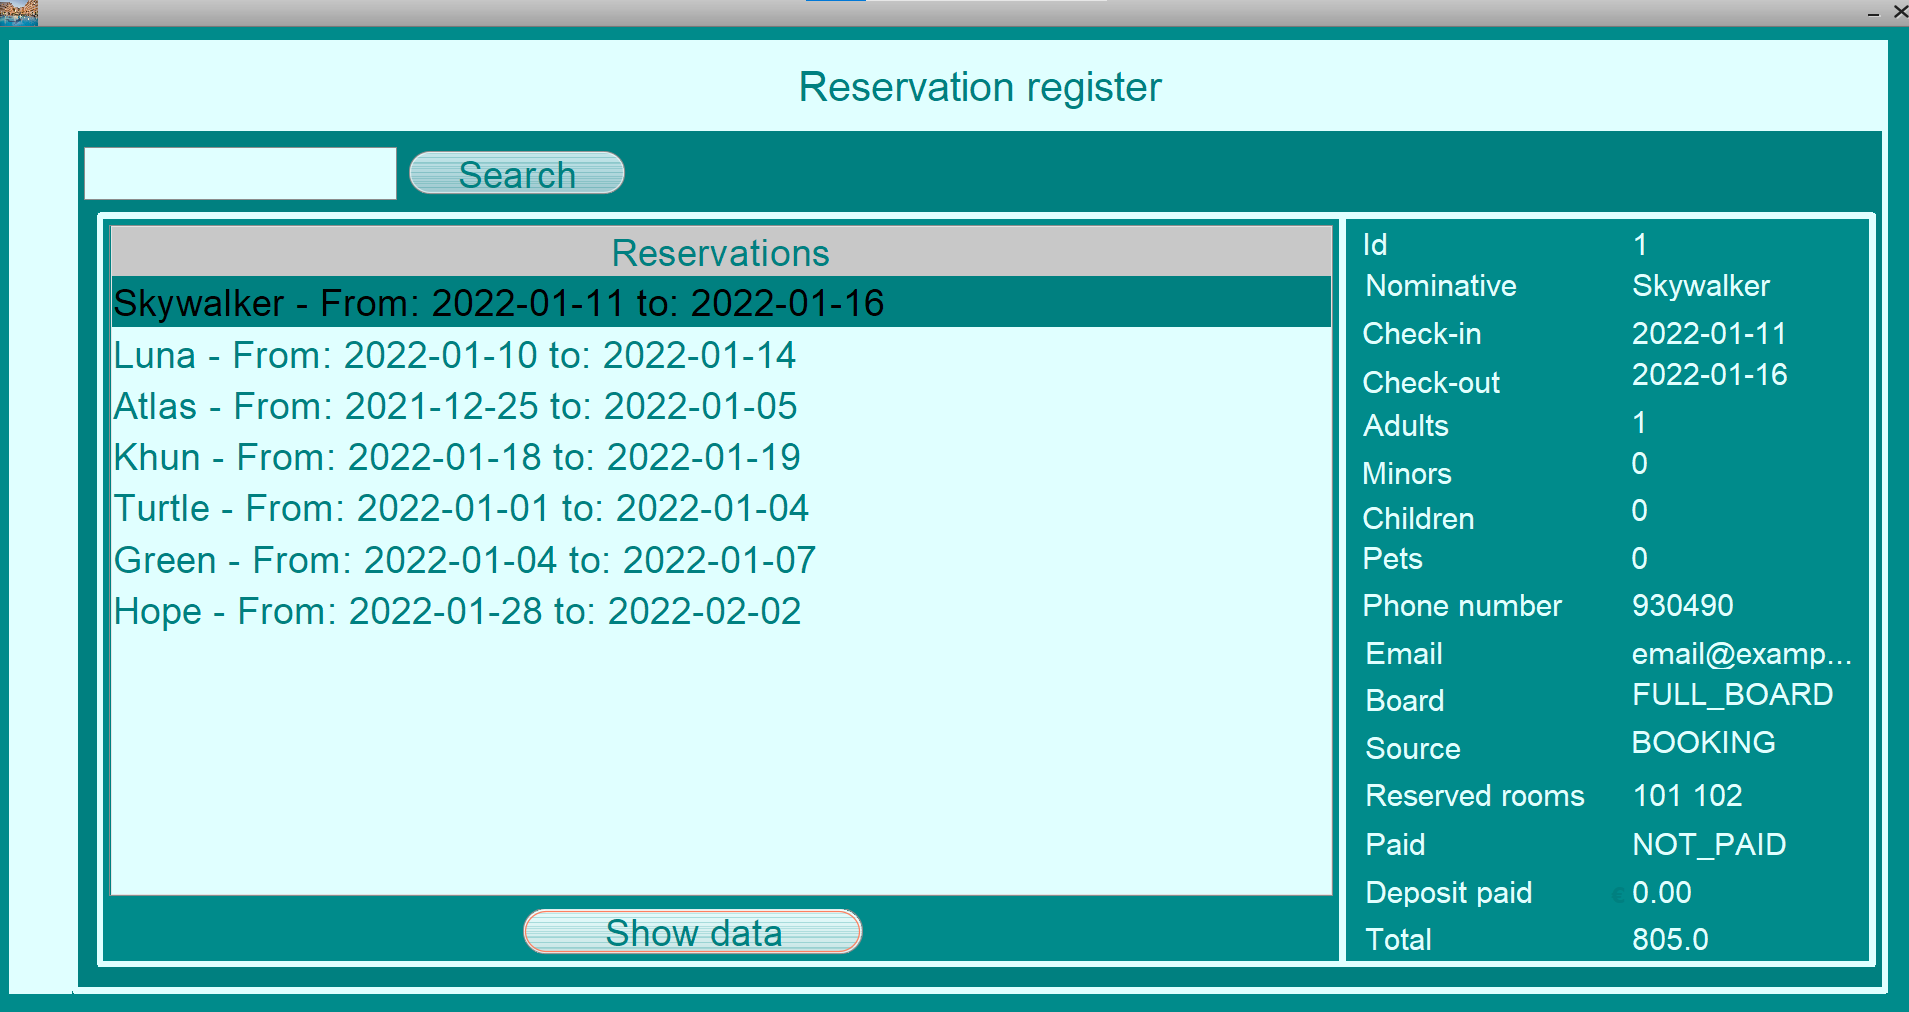 Reservation register
Search
Reservations
Skywalker - From: 2022-01-11 to: 2022-01-16
Luna - From: 2022-01-10 to: 2022-01-14
Atlas - From: 2021-12-25 to: 2022-01-05
Khun - From: 2022-01-18 to: 2022-01-19
Turtle - From: 2022-01-01 to: 2022-01-04
Green - From: 2022-01-04 to: 2022-01-07
Hope - From: 2022-01-28 to: 2022-02-02
Show data
Id 1
Nominative Skywalker
Check-in 2022-01-11
Check-out 2022-01-16
Adults 1
Minors 0
Children 0
Pets 0
Phone number 930490
Email email@examp...
Board FULL_BOARD
Source BOOKING
Reserved rooms 101 102
Paid NOT_PAID
Deposit paid € 0.00
Total 805.0